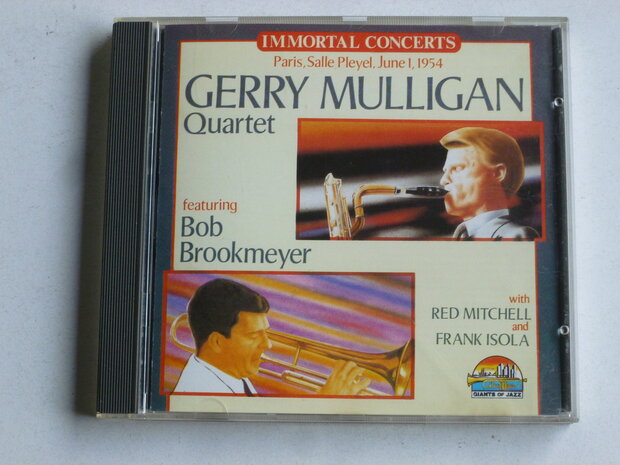 IMMORTAL CONCERTS
Paris, Salle Pleyel, June 1, 1954
GERRY MULLIGAN
Quartet
featuring
Bob
Brookmeyer
with
RED MITCHELL
and
FRANK ISOLA
GIANTS OF JAZZ